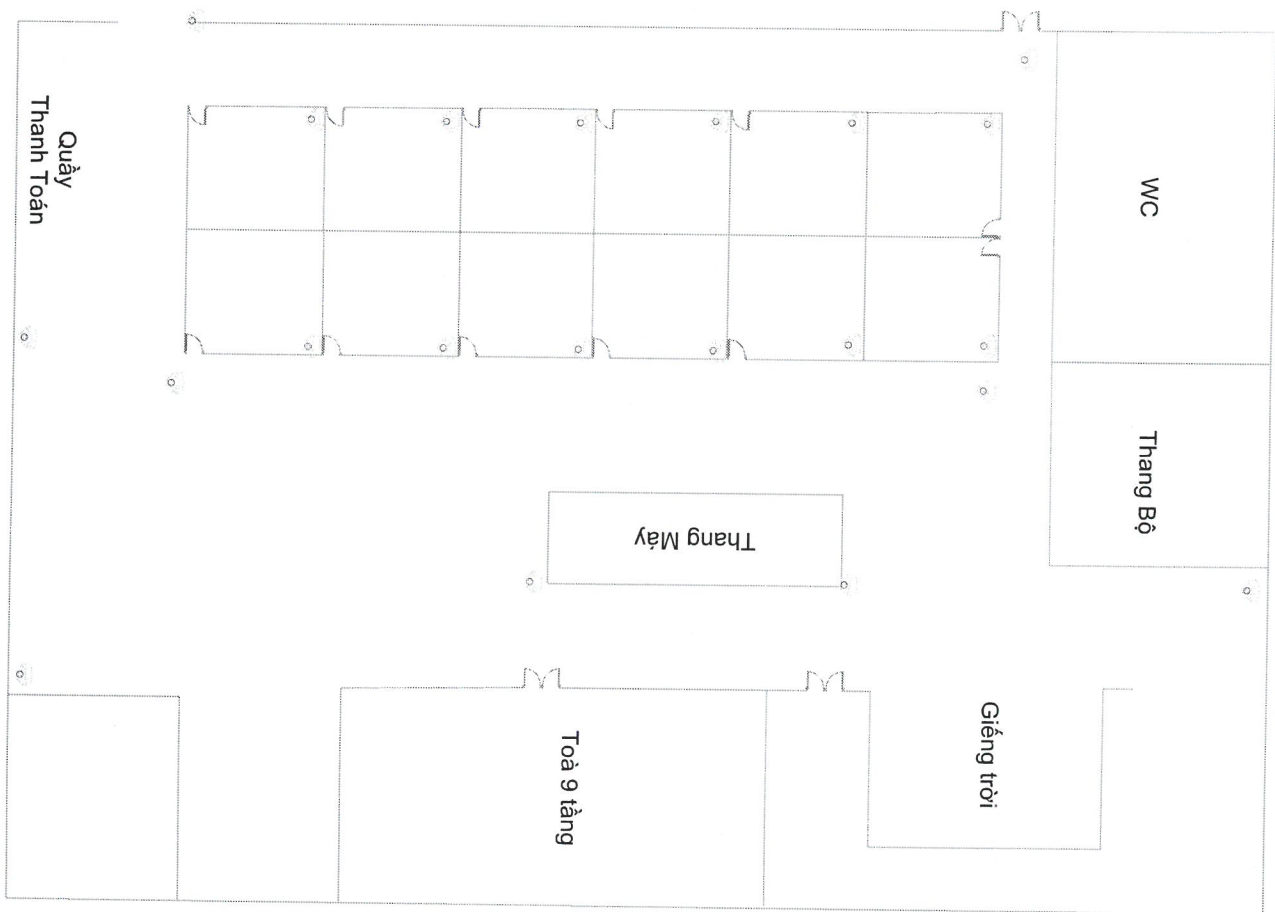 Quầy
Thanh Toán
WC
Thang Bộ
Thang Máy
Giếng trời
Toà 9 tầng